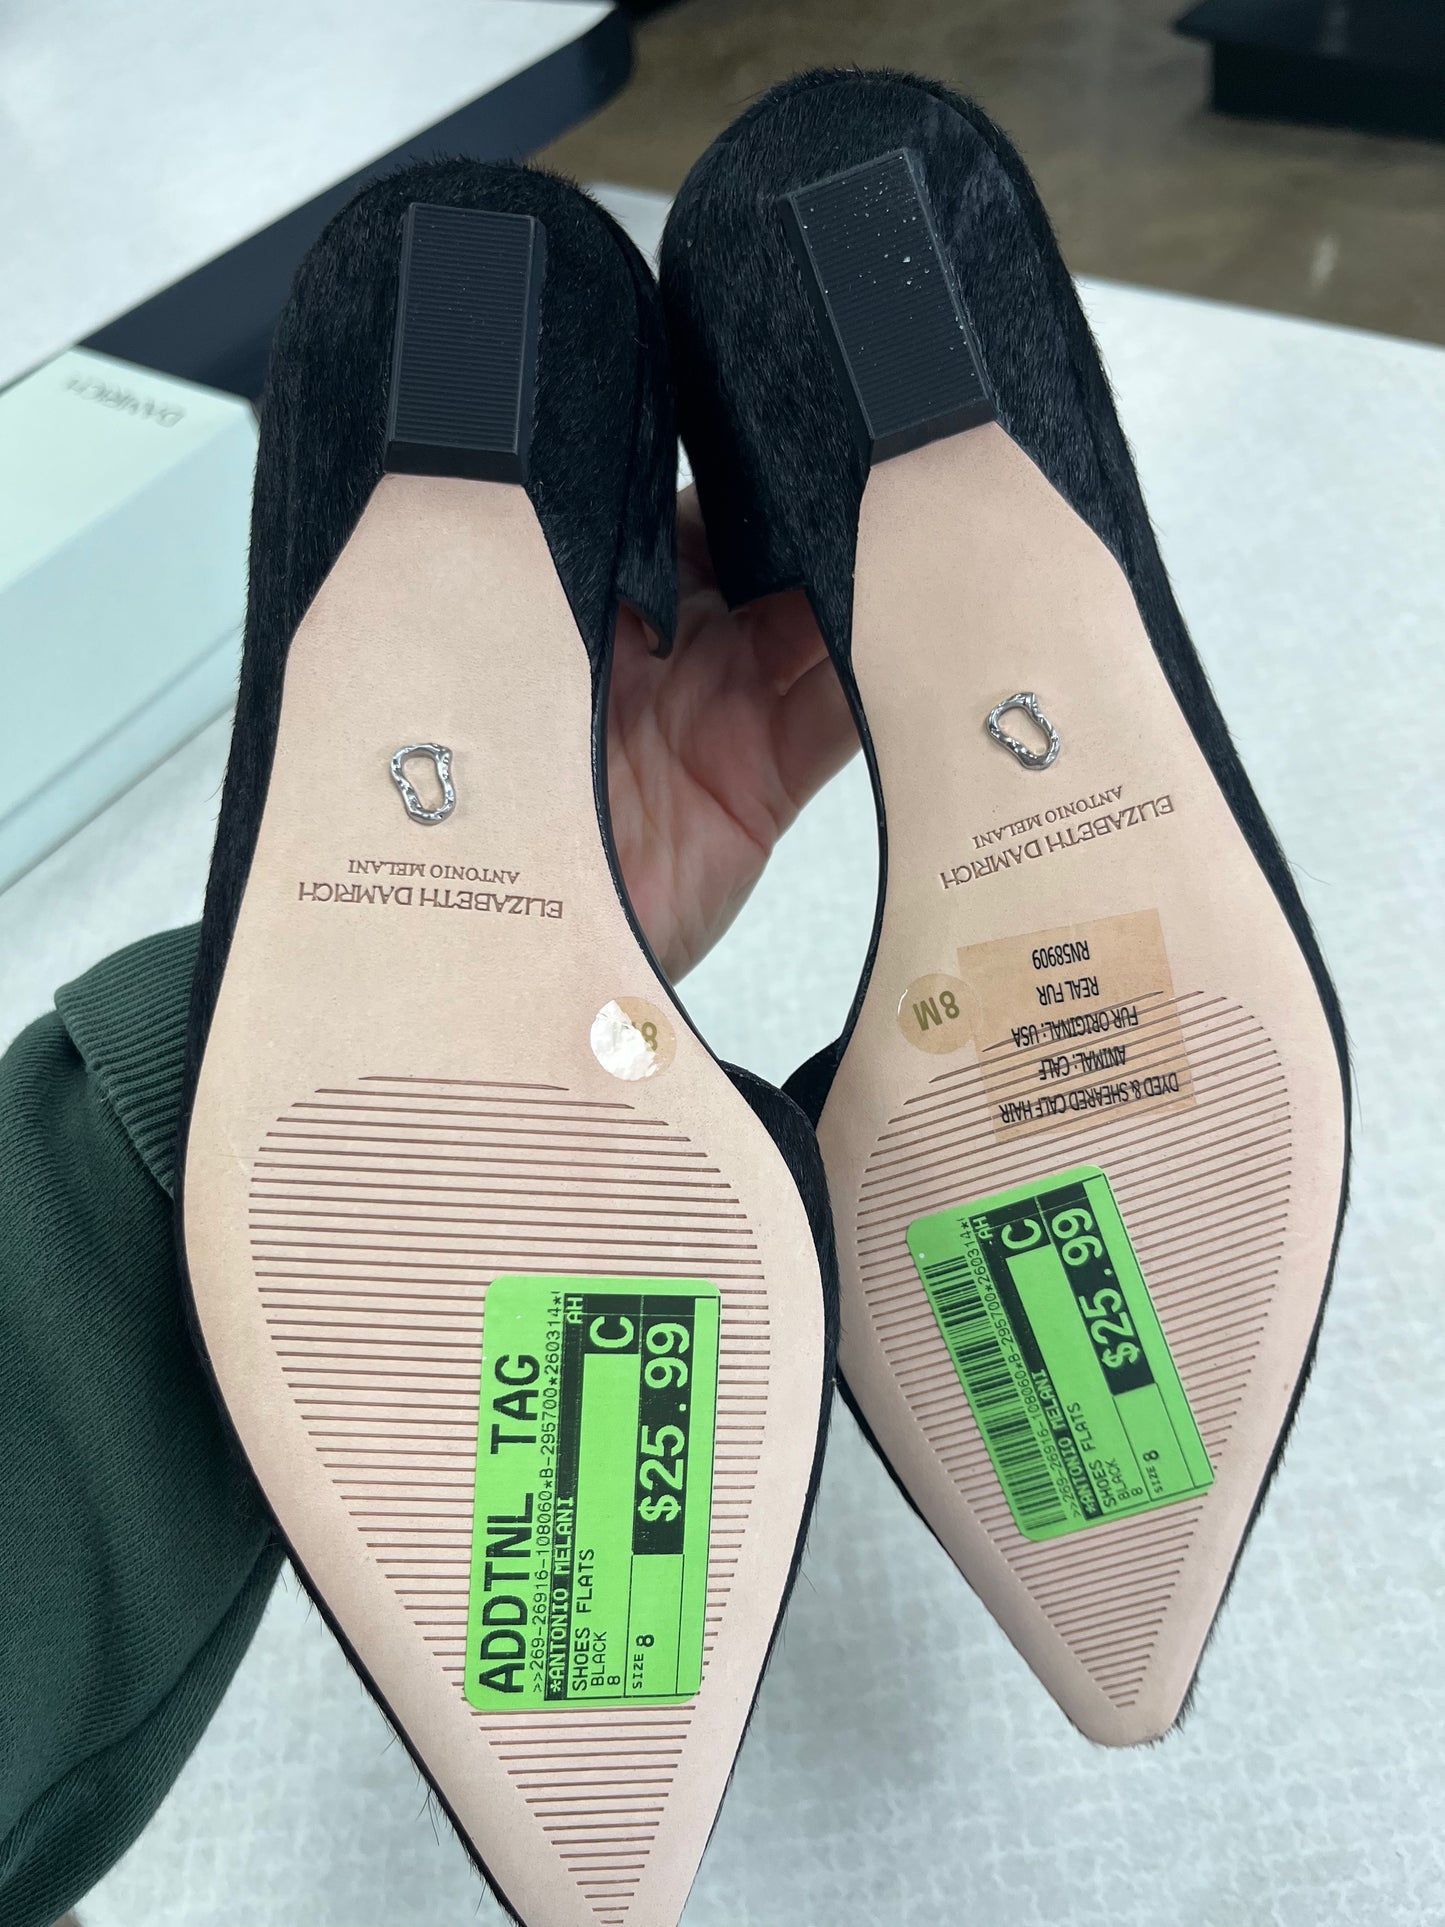 DAMRICH
ELIZABETH DAMRICH
ANTONIO MELANI
8M
ELIZABETH DAMRICH
ANTONIO MELANI
8M
DYED & SHEARED CALF HAIR
ANIMAL: CALF
FUR ORIGINAL: USA
REAL FUR
RN58909
ADDTNL TAG
>>269-26916-108060*B-295700*260314*
AH
*ANTONIO MELANI
SHOES FLATS
BLACK
8
C
SIZE 8
$25.99
>>269-26916-108060*B-295700*260314*
AH
*ANTONIO MELANI
SHOES FLATS
BLACK
8
C
SIZE 8
$25.99